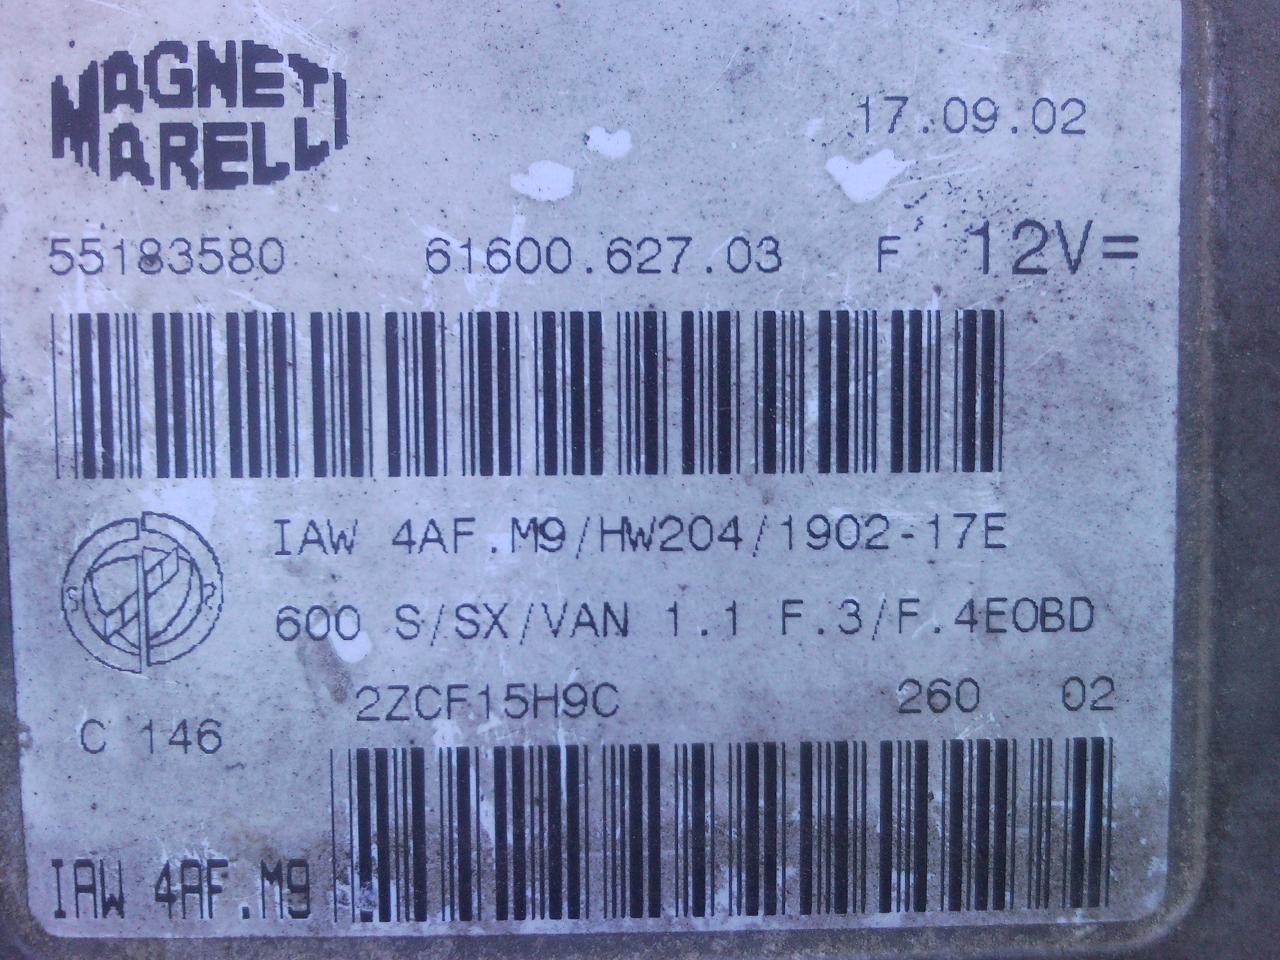 MAGNETI
MARELLI
17.09.02
55183580 61600.627.03 F 12V=
IAW 4AF.M9/HW204/1902-17E
600 S/SX/VAN 1.1 F.3/F.4EOBD
2ZCF15H9C 260 02
C 146
IAW 4AF.M9